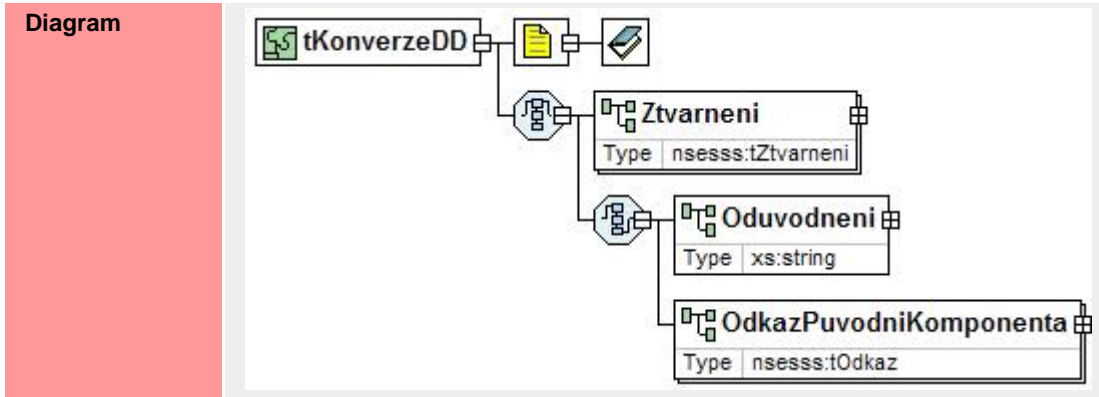 Diagram
tKonverzeDD
Ztvarneni
Type nsesss:tZtvarneni
Oduvodneni
Type xs:string
OdkazPuvodniKomponenta
Type nsesss:tOdkaz